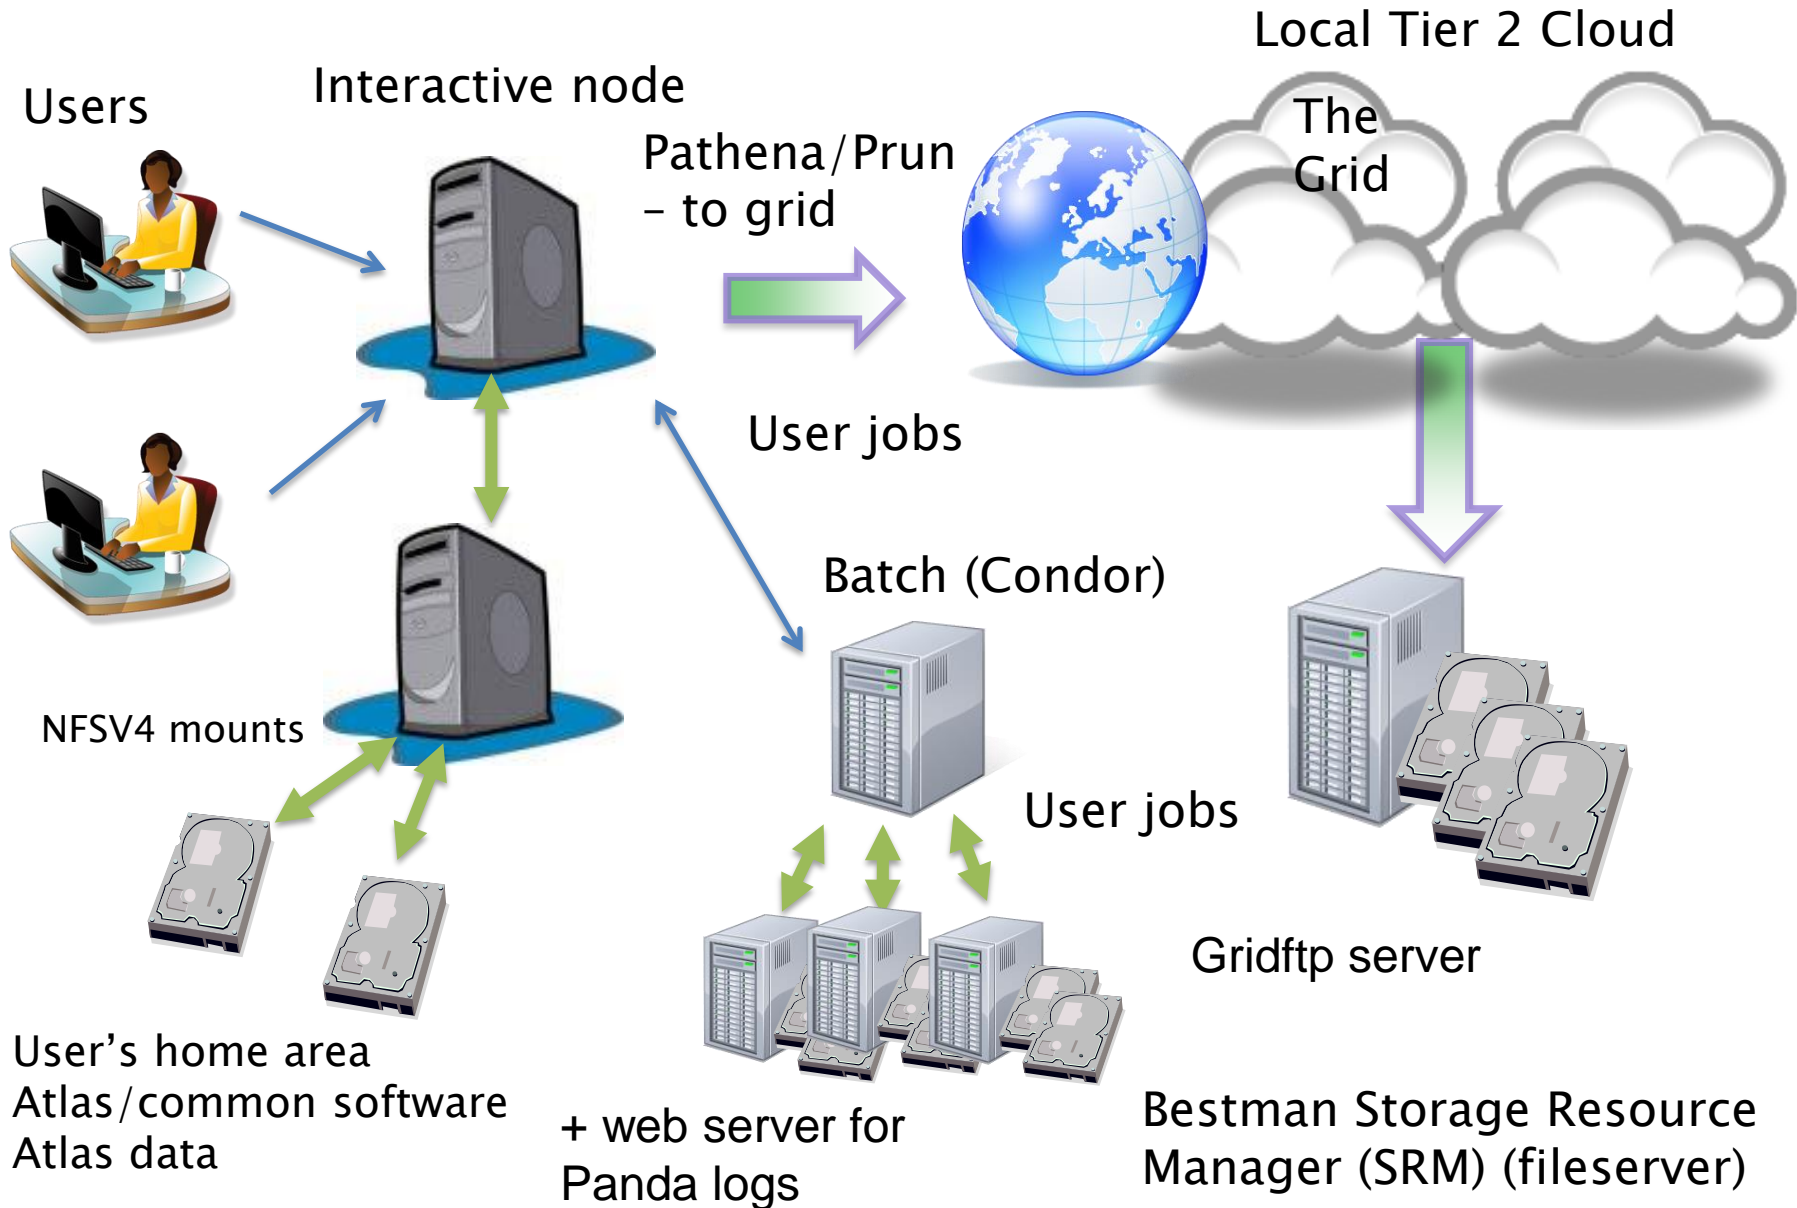 Local Tier 2 Cloud
Users
Interactive node
The
Grid
Pathena/Prun
– to grid
User jobs
Batch (Condor)
NFSV4 mounts
User jobs
Gridftp server
User’s home area
Atlas/common software
Atlas data
+ web server for
Panda logs
Bestman Storage Resource
Manager (SRM) (fileserver)